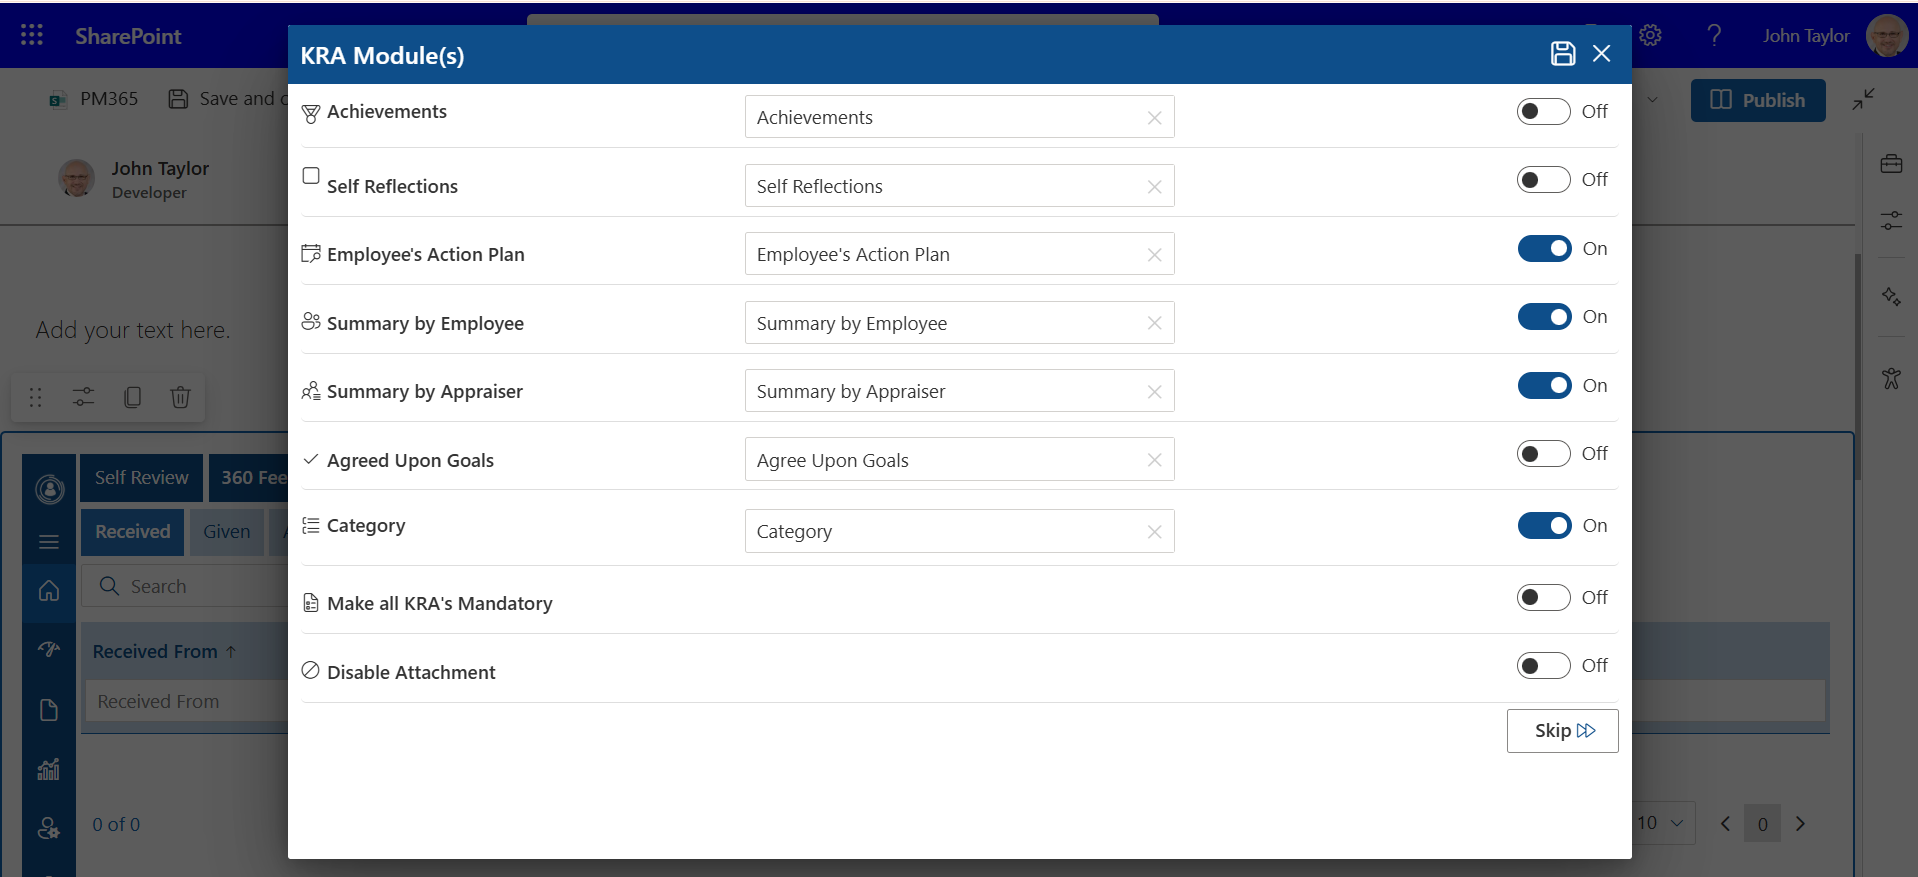 SharePoint
John Taylor
PM365
Save and c
Publish
John Taylor
Developer
Add your text here.
Self Review
360 Fee
Received
Given
Search
Received From ↑
Received From
0 of 0
10
0
KRA Module(s)
Achievements
Achievements
Off
Self Reflections
Self Reflections
Off
Employee's Action Plan
Employee's Action Plan
On
Summary by Employee
Summary by Employee
On
Summary by Appraiser
Summary by Appraiser
On
Agreed Upon Goals
Agree Upon Goals
Off
Category
Category
On
Make all KRA's Mandatory
Off
Disable Attachment
Off
Skip